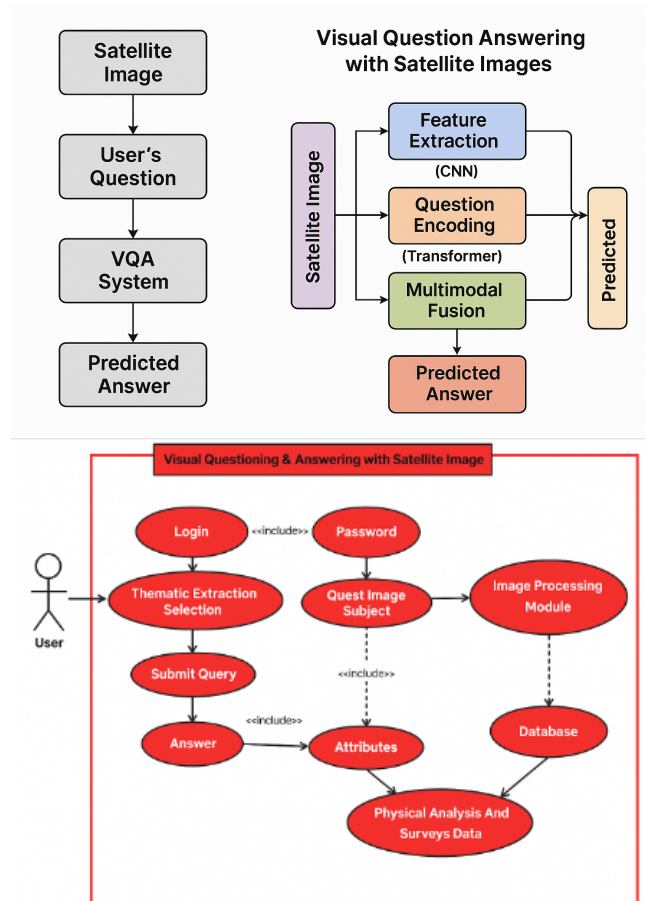 Satellite
Image
User's
Question
VQA
System
Predicted
Answer
Visual Question Answering
with Satellite Images
Satellite Image
Feature
Extraction
(CNN)
Question
Encoding
(Transformer)
Multimodal
Fusion
Predicted
Answer
Predicted
Visual Questioning & Answering with Satellite Image
Login
<<include>>
Password
User
Thematic Extraction
Selection
Quest Image
Subject
Image Processing
Module
Submit Query
<<include>>
Answer
<<include>>
Attributes
Database
Physical Analysis And
Surveys Data